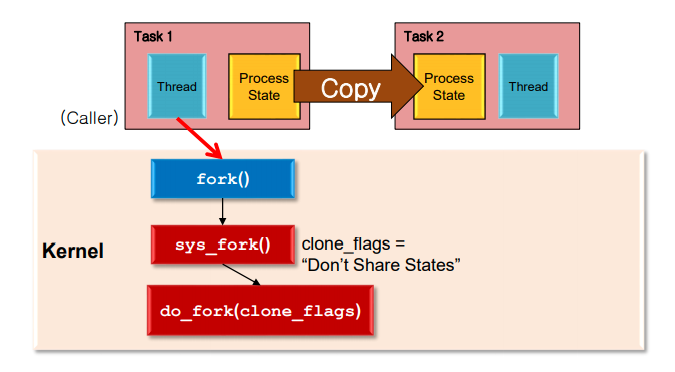 Task 1
Task 2
Thread
Process
State
Copy
Process
State
Thread
(Caller)
fork()
Kernel
sys_fork()
clone_flags =
“Don’t Share States”
do_fork(clone_flags)